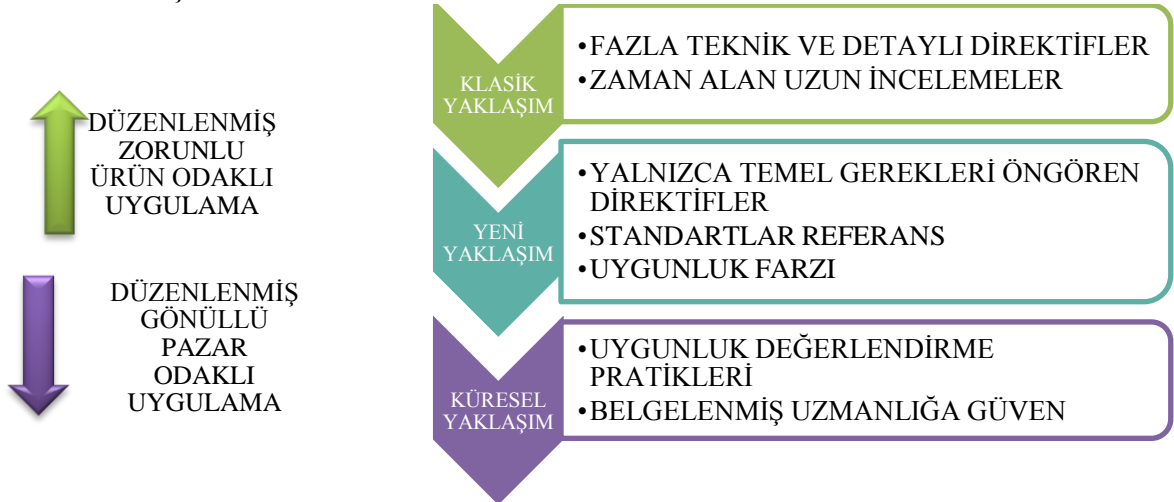 DÜZENLENMİŞ
ZORUNLU
ÜRÜN ODAKLI
UYGULAMA
DÜZENLENMİŞ
GÖNÜLLÜ
PAZAR
ODAKLI
UYGULAMA
KLASİK
YAKLAŞIM
•FAZLA TEKNİK VE DETAYLI DİREKTİFLER
•ZAMAN ALAN UZUN İNCELEMELER
YENİ
YAKLAŞIM
•YALNIZCA TEMEL GEREKLERİ ÖNGÖREN
DİREKTİFLER
•STANDARTLAR REFERANS
•UYGUNLUK FARZI
KÜRESEL
YAKLAŞIM
•UYGUNLUK DEĞERLENDİRME
PRATİKLERİ
•BELGELENMİŞ UZMANLIĞA GÜVEN